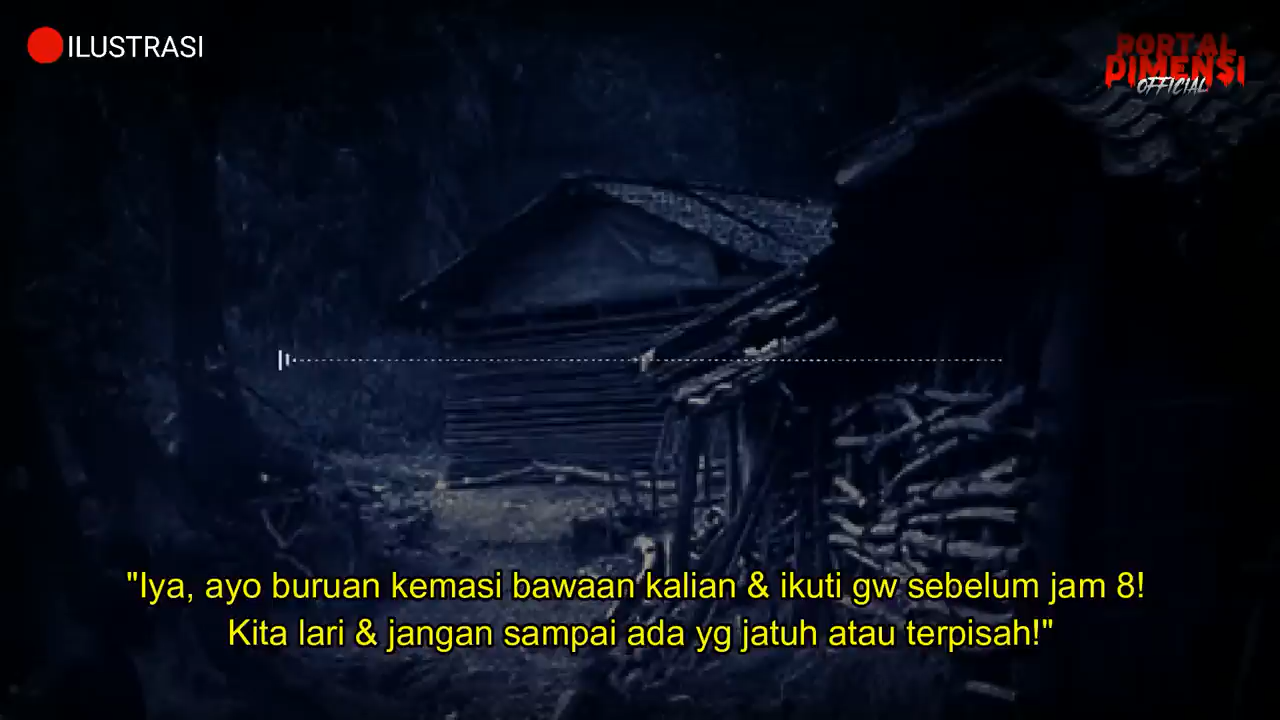 ILUSTRASI
PORTAL
DIMENSI
OFFICIAL
"Iya, ayo buruan kemasi bawaan kalian & ikuti gw sebelum jam 8!
Kita lari & jangan sampai ada yg jatuh atau terpisah!"